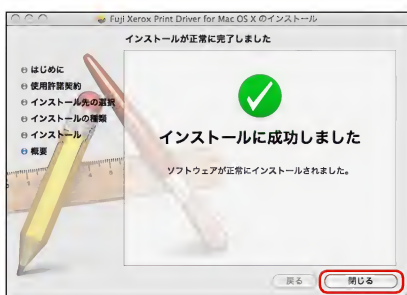 Fuji Xerox Print Driver for Mac OS X のインストール
インストールが正常に完了しました
はじめに
使用許諾契約
インストール先の選択
インストールの種類
インストール
概要
インストールに成功しました
ソフトウェアが正常にインストールされました。
戻る
閉じる